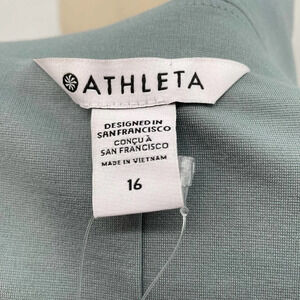 ATHLETA
DESIGNED IN
SAN FRANCISCO
CONÇU À
SAN FRANCISCO
MADE IN VIETNAM
16